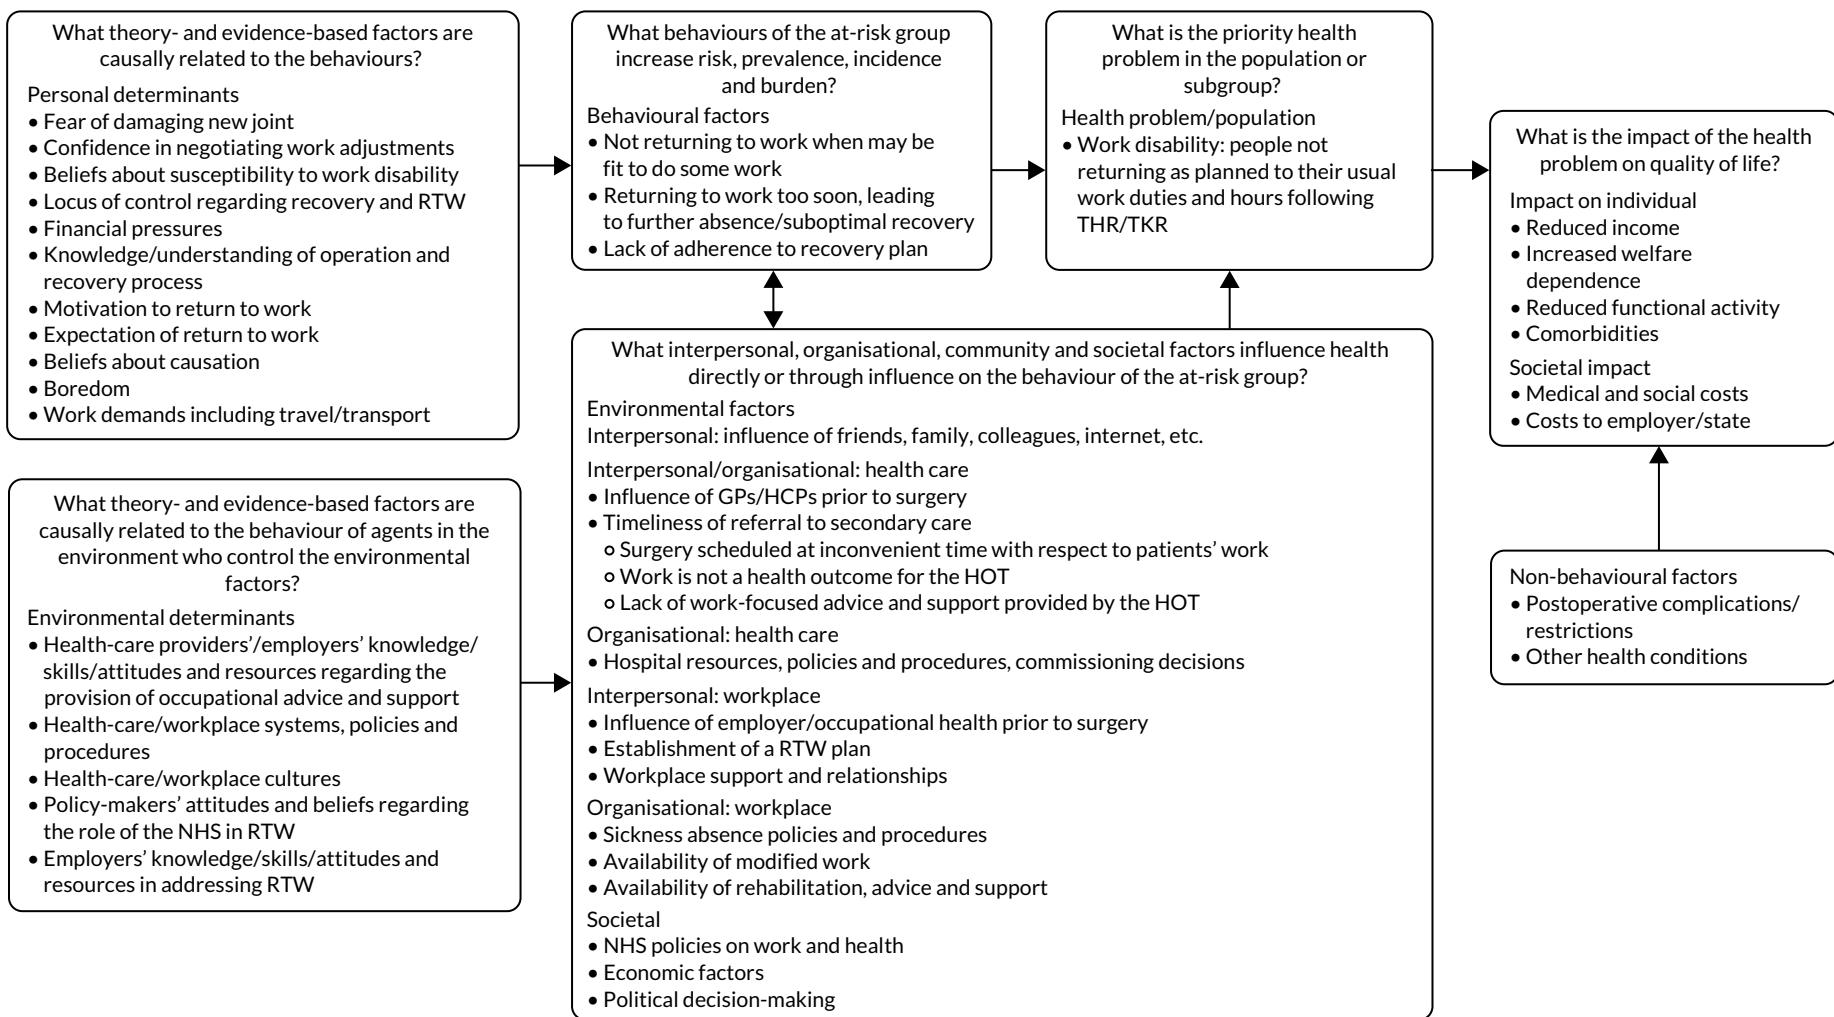 What theory- and evidence-based factors are
causally related to the behaviours?
Personal determinants
• Fear of damaging new joint
• Confidence in negotiating work adjustments
• Beliefs about susceptibility to work disability
• Locus of control regarding recovery and RTW
• Financial pressures
• Knowledge/understanding of operation and
recovery process
• Motivation to return to work
• Expectation of return to work
• Beliefs about causation
• Boredom
• Work demands including travel/transport
What behaviours of the at-risk group
increase risk, prevalence, incidence
and burden?
Behavioural factors
• Not returning to work when may be
fit to do some work
• Returning to work too soon, leading
to further absence/suboptimal recovery
• Lack of adherence to recovery plan
What is the priority health
problem in the population or
subgroup?
Health problem/population
• Work disability: people not
returning as planned to their usual
work duties and hours following
THR/TKR
What is the impact of the health
problem on quality of life?
Impact on individual
• Reduced income
• Increased welfare
dependence
• Reduced functional activity
• Comorbidities
Societal impact
• Medical and social costs
• Costs to employer/state
What theory- and evidence-based factors are
causally related to the behaviour of agents in the
environment who control the environmental
factors?
Environmental determinants
• Health-care providers’/employers’ knowledge/
skills/attitudes and resources regarding the
provision of occupational advice and support
• Health-care/workplace systems, policies and
procedures
• Health-care/workplace cultures
• Policy-makers’ attitudes and beliefs regarding
the role of the NHS in RTW
• Employers’ knowledge/skills/attitudes and
resources in addressing RTW
What interpersonal, organisational, community and societal factors influence health
directly or through influence on the behaviour of the at-risk group?
Environmental factors
Interpersonal: influence of friends, family, colleagues, internet, etc.
Interpersonal/organisational: health care
• Influence of GPs/HCPs prior to surgery
• Timeliness of referral to secondary care
○ Surgery scheduled at inconvenient time with respect to patients’ work
○ Work is not a health outcome for the HOT
○ Lack of work-focused advice and support provided by the HOT
Organisational: health care
• Hospital resources, policies and procedures, commissioning decisions
Interpersonal: workplace
• Influence of employer/occupational health prior to surgery
• Establishment of a RTW plan
• Workplace support and relationships
Organisational: workplace
• Sickness absence policies and procedures
• Availability of modified work
• Availability of rehabilitation, advice and support
Societal
• NHS policies on work and health
• Economic factors
• Political decision-making
Non-behavioural factors
• Postoperative complications/
restrictions
• Other health conditions